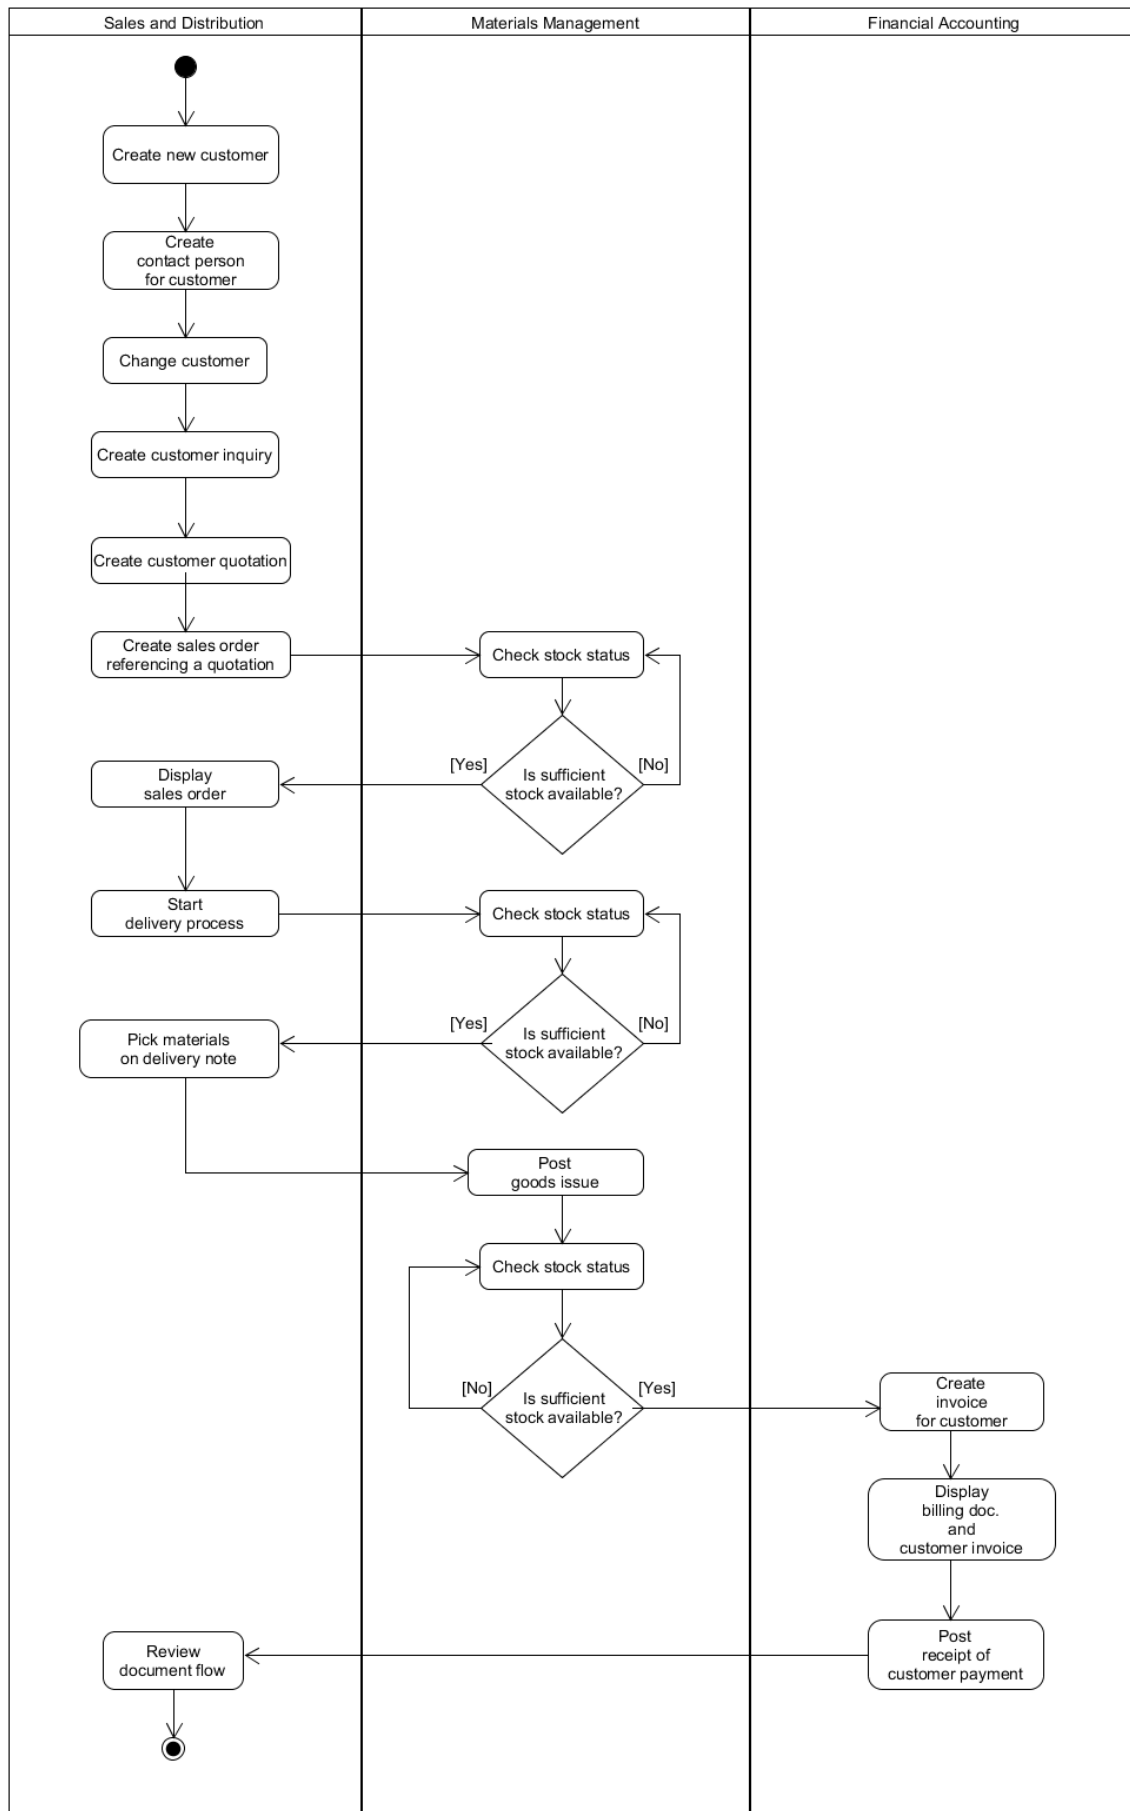 Sales and Distribution
Materials Management
Financial Accounting
Create new customer
Create
contact person
for customer
Change customer
Create customer inquiry
Create customer quotation
Create sales order
referencing a quotation
Check stock status
[Yes]
Is sufficient
stock available?
[No]
Display
sales order
Start
delivery process
Check stock status
[Yes]
Is sufficient
stock available?
[No]
Pick materials
on delivery note
Post
goods issue
Check stock status
[No]
Is sufficient
stock available?
[Yes]
Create
invoice
for customer
Display
billing doc.
and
customer invoice
Post
receipt of
customer payment
Review
document flow